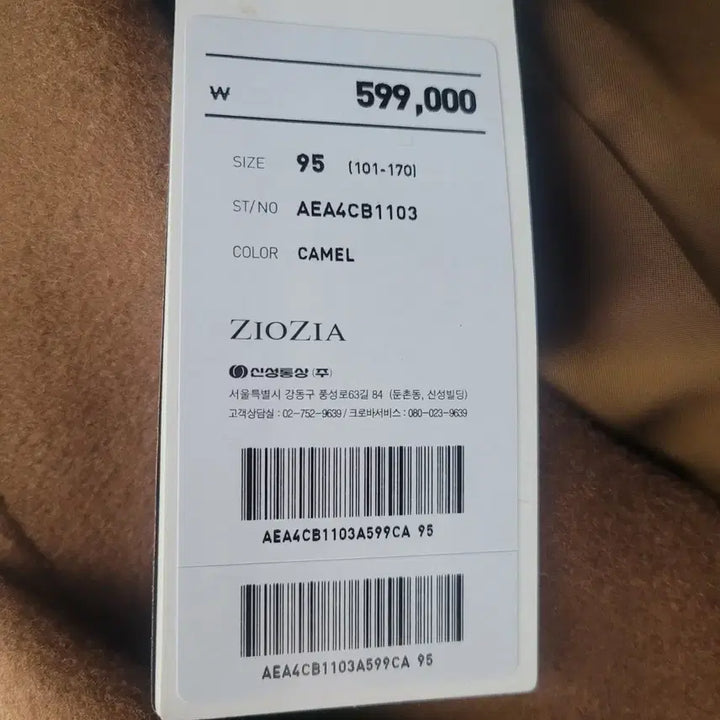 ₩ 599,000
SIZE 95 (101-170)
ST/NO AEA4CB1103
COLOR CAMEL
ZIOZIA
신성통상 (주)
서울특별시 강동구 풍성로63길 84 (둔촌동, 신성빌딩)
고객상담실 : 02-752-9639 / 크로바서비스 : 080-023-9639
AEA4CB1103A599CA 95
AEA4CB1103A599CA 95